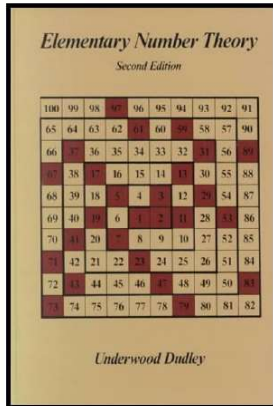 Elementary Number Theory
Second Edition
100 99 98 97 96 95 94 93 92 91
65 64 63 62 61 60 59 58 57 90
66 37 36 35 34 33 32 31 56 89
67 38 17 16 15 14 13 30 55 88
68 39 18 5 4 3 12 29 54 87
69 40 19 6 1 2 11 28 53 86
70 41 20 7 8 9 10 27 52 85
71 42 21 22 23 24 25 26 51 84
72 43 44 45 46 47 48 49 50 83
73 74 75 76 77 78 79 80 81 82
Underwood Dudley